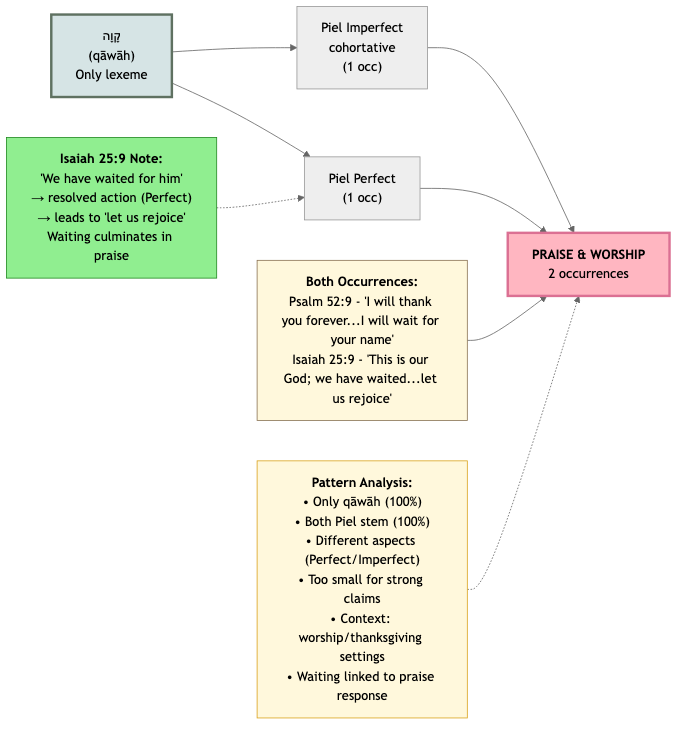 קָוָה
(qāwāh)
Only lexeme
Piel Imperfect
cohortative
(1 occ)
Isaiah 25:9 Note:
'We have waited for him'
→ resolved action (Perfect)
→ leads to 'let us rejoice'
Waiting culminates in
praise
Piel Perfect
(1 occ)
PRAISE & WORSHIP
2 occurrences
Both Occurrences:
Psalm 52:9 - 'I will thank
you forever...I will wait for
your name'
Isaiah 25:9 - 'This is our
God; we have waited...let
us rejoice'
Pattern Analysis:
• Only qāwāh (100%)
• Both Piel stem (100%)
• Different aspects
(Perfect/Imperfect)
• Too small for strong
claims
• Context:
worship/thanksgiving
settings
• Waiting linked to praise
response